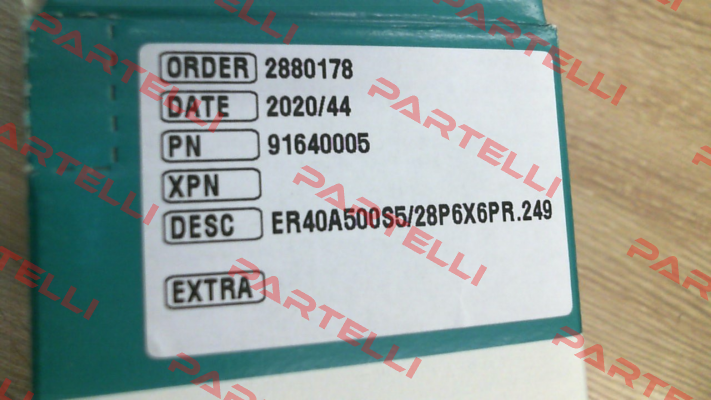 ORDER 2880178
DATE 2020/44
PN 91640005
XPN
DESC ER40A500S5/28P6X6PR.249
EXTRA
PARTELLI
PARTELLI
PARTELLI
PARTELLI
PARTELLI
PARTELLI